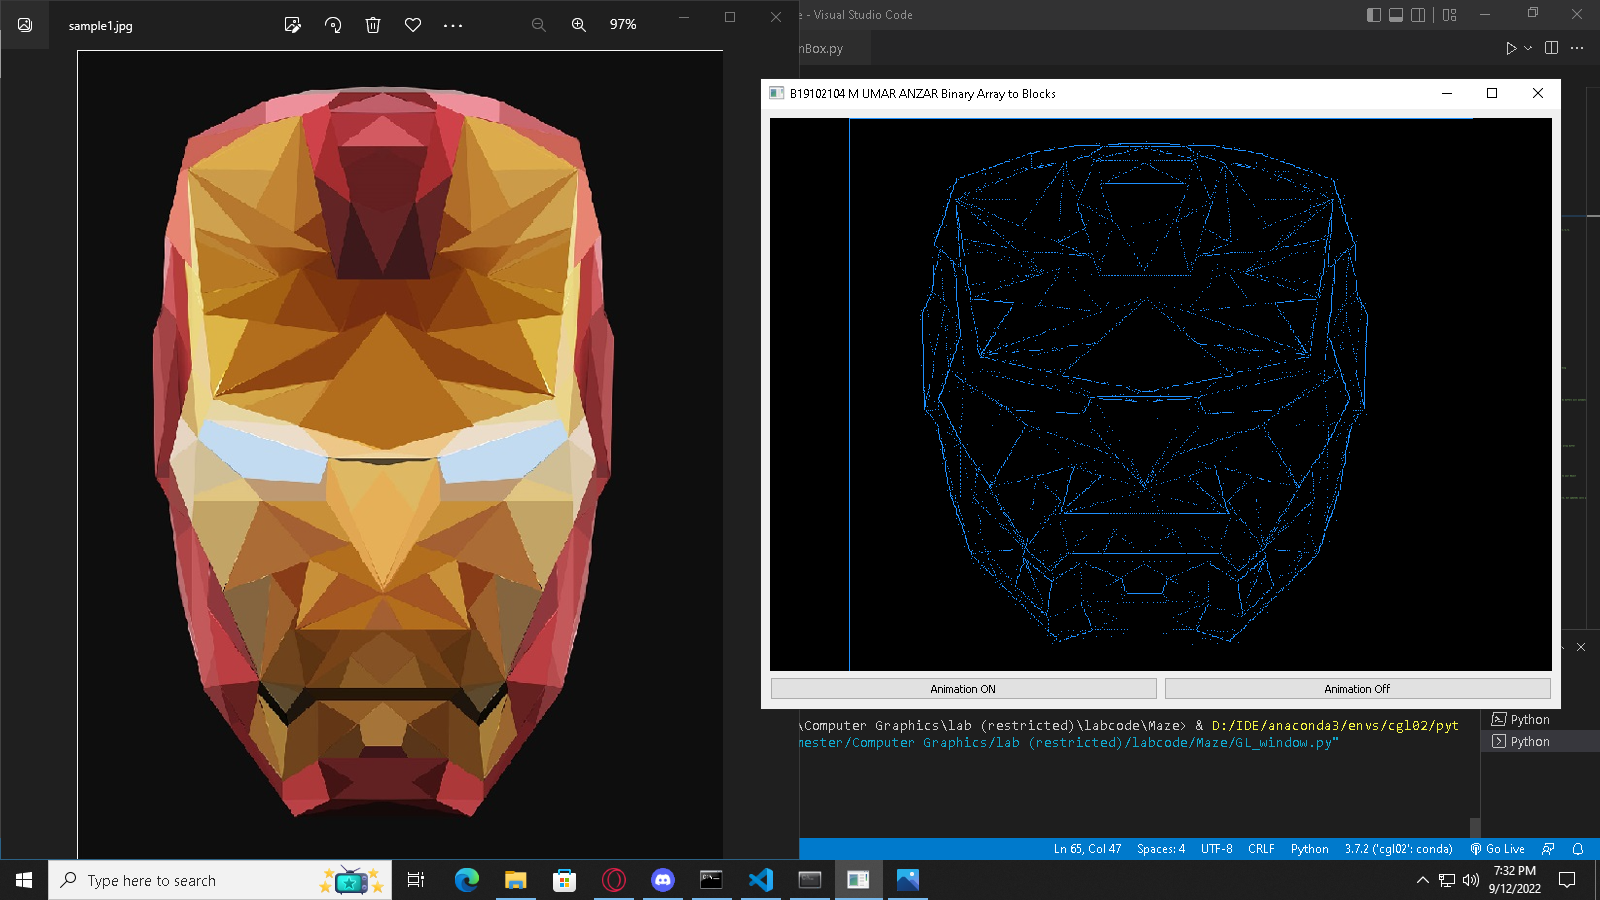 sample1.jpg
97%
e - Visual Studio Code
nBox.py
B19102104 M UMAR ANZAR Binary Array to Blocks
Animation ON
Animation Off
\Computer Graphics\lab (restricted)\labcode\Maze> & D:/IDE/anaconda3/envs/cgl02/pyt
mester/Computer Graphics/lab (restricted)/labcode/Maze/GL_window.py"
Python
Python
Ln 65, Col 47
Spaces: 4
UTF-8
CRLF
Python
3.7.2 ('cgl02': conda)
Go Live
Type here to search
7:32 PM
9/12/2022